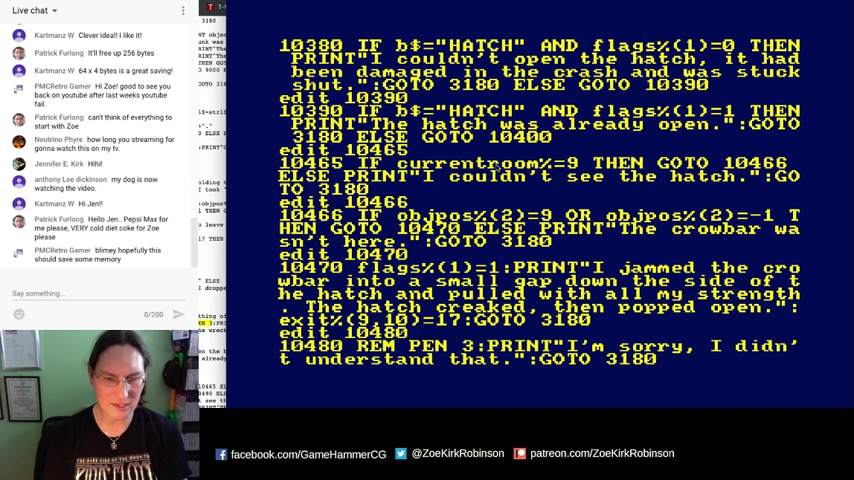 Live chat
Kartmanz W Clever idea!! I like it!
Patrick Furlong It'll free up 256 bytes
Kartmanz W 64 x 4 bytes is a great saving!
PMCRetro Gamer Hi Zoe! good to see you
back on youtube after last weeks youtube
fail.
Patrick Furlong can't think of anything to
start with Zoe
Neutrino Phyre how long you streaming for
gonna watch this on my tv.
Jennifer E. Kirk Hihi!
anthony Lee dickinson my dog is now
watching the video.
Kartmanz W Hi Jen!!
Patrick Furlong Hello Jen.. Pepsi Max for
me please, VERY cold diet coke for Zoe
please
PMCRetro Gamer blimey hopefully this
should save some memory
Say something...
0/200
3180
10380 IF b$="HATCH" AND flags%(1)=0 THEN
PRINT"I couldn't open the hatch, it had
been damaged in the crash and was stuck
shut.":GOTO 3180 ELSE GOTO 10390
edit 10390
10390 IF b$="HATCH" AND flags%(1)=1 THEN
PRINT"The hatch was already open.":GOTO
3180 ELSE GOTO 10400
edit 10465
10465 IF currentroom%=9 THEN GOTO 10466
ELSE PRINT"I couldn't see the hatch.":GO
TO 3180
edit 10466
10466 IF objpos%(2)=9 OR objpos%(2)=-1 T
HEN GOTO 10470 ELSE PRINT"The crowbar wa
sn't here.":GOTO 3180
edit 10470
10470 flags%(1)=1:PRINT"I jammed the cro
wbar into a small gap down the side of t
he hatch and pulled with all my strength
. The hatch creaked, then popped open.":
exit%(9,10)=17:GOTO 3180
edit 10480
10480 REM PEN 3:PRINT"I'm sorry, I didn'
t understand that.":GOTO 3180
facebook.com/GameHammerCG
@ZoeKirkRobinson
patreon.com/ZoeKirkRobinson